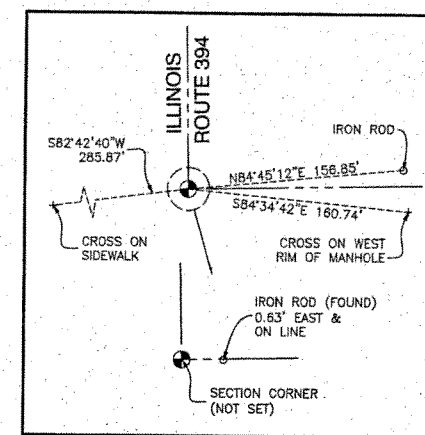 ILLINOIS
ROUTE 394
S82°42'40"W
285.87'
IRON ROD
N84°45'12"E 156.85'
S84°34'42"E 160.74'
CROSS ON
SIDEWALK
CROSS ON WEST
RIM OF MANHOLE
IRON ROD (FOUND)
0.63' EAST &
ON LINE
SECTION CORNER
(NOT SET)